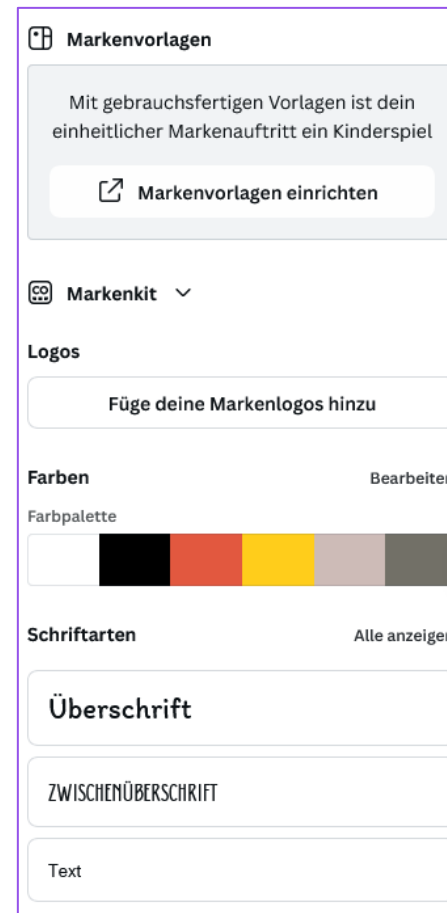 Markenvorlagen
Mit gebrauchsfertigen Vorlagen ist dein
einheitlicher Markenauftritt ein Kinderspiel
Markenvorlagen einrichten
CO
Markenkit
Logos
Füge deine Markenlogos hinzu
Farben
Bearbeiten
Farbpalette
Schriftarten
Alle anzeigen
Überschrift
ZWISCHENÜBERSCHRIFT
Text